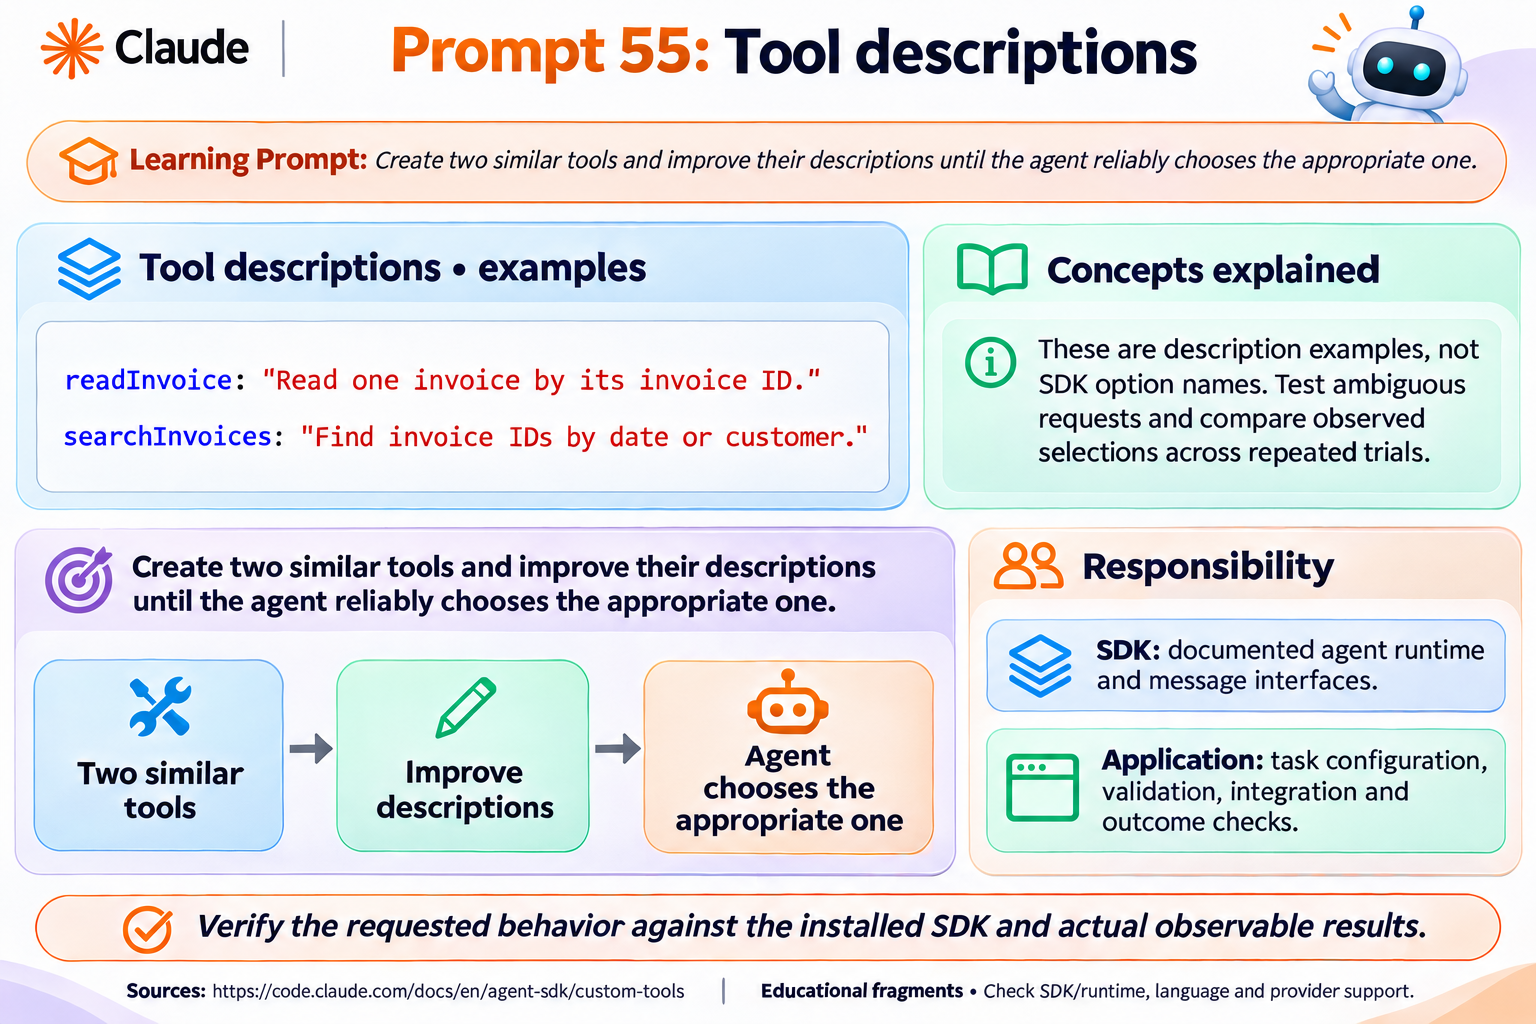 Claude
Prompt 55: Tool descriptions
Learning Prompt: Create two similar tools and improve their descriptions until the agent reliably chooses the appropriate one.
Tool descriptions • examples
readInvoice: "Read one invoice by its invoice ID."
searchInvoices: "Find invoice IDs by date or customer."
Concepts explained
These are description examples, not
SDK option names. Test ambiguous
requests and compare observed
selections across repeated trials.
Create two similar tools and improve their descriptions
until the agent reliably chooses the appropriate one.
Two similar
tools
Improve
descriptions
Agent
chooses the
appropriate one
Responsibility
SDK: documented agent runtime
and message interfaces.
Application: task configuration,
validation, integration and
outcome checks.
Verify the requested behavior against the installed SDK and actual observable results.
Sources: https://code.claude.com/docs/en/agent-sdk/custom-tools
Educational fragments • Check SDK/runtime, language and provider support.